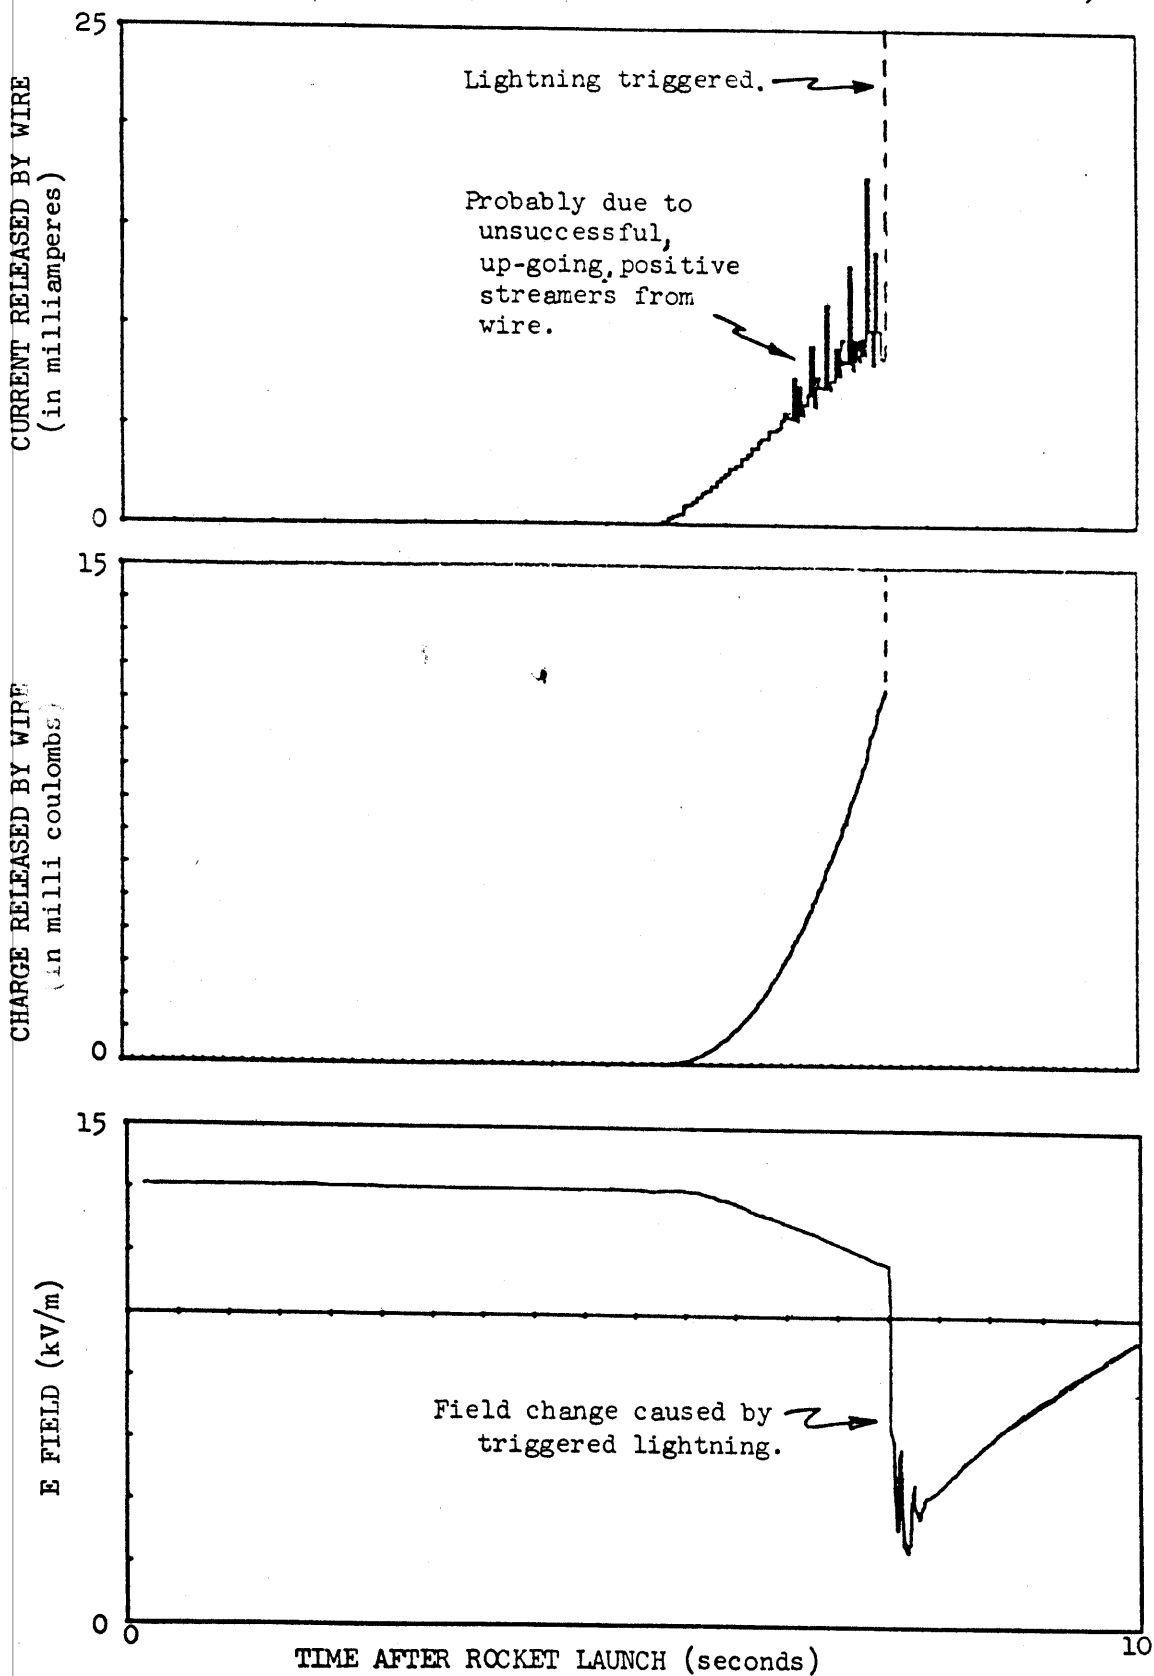 25
CURRENT RELEASED BY WIRE
(in milliamperes)
Lightning triggered.
Probably due to
unsuccessful,
up-going, positive
streamers from
wire.
0
15
CHARGE RELEASED BY WIRE
(in milli coulombs)
0
15
E FIELD (kV/m)
Field change caused by
triggered lightning.
0
0
10
TIME AFTER ROCKET LAUNCH (seconds)